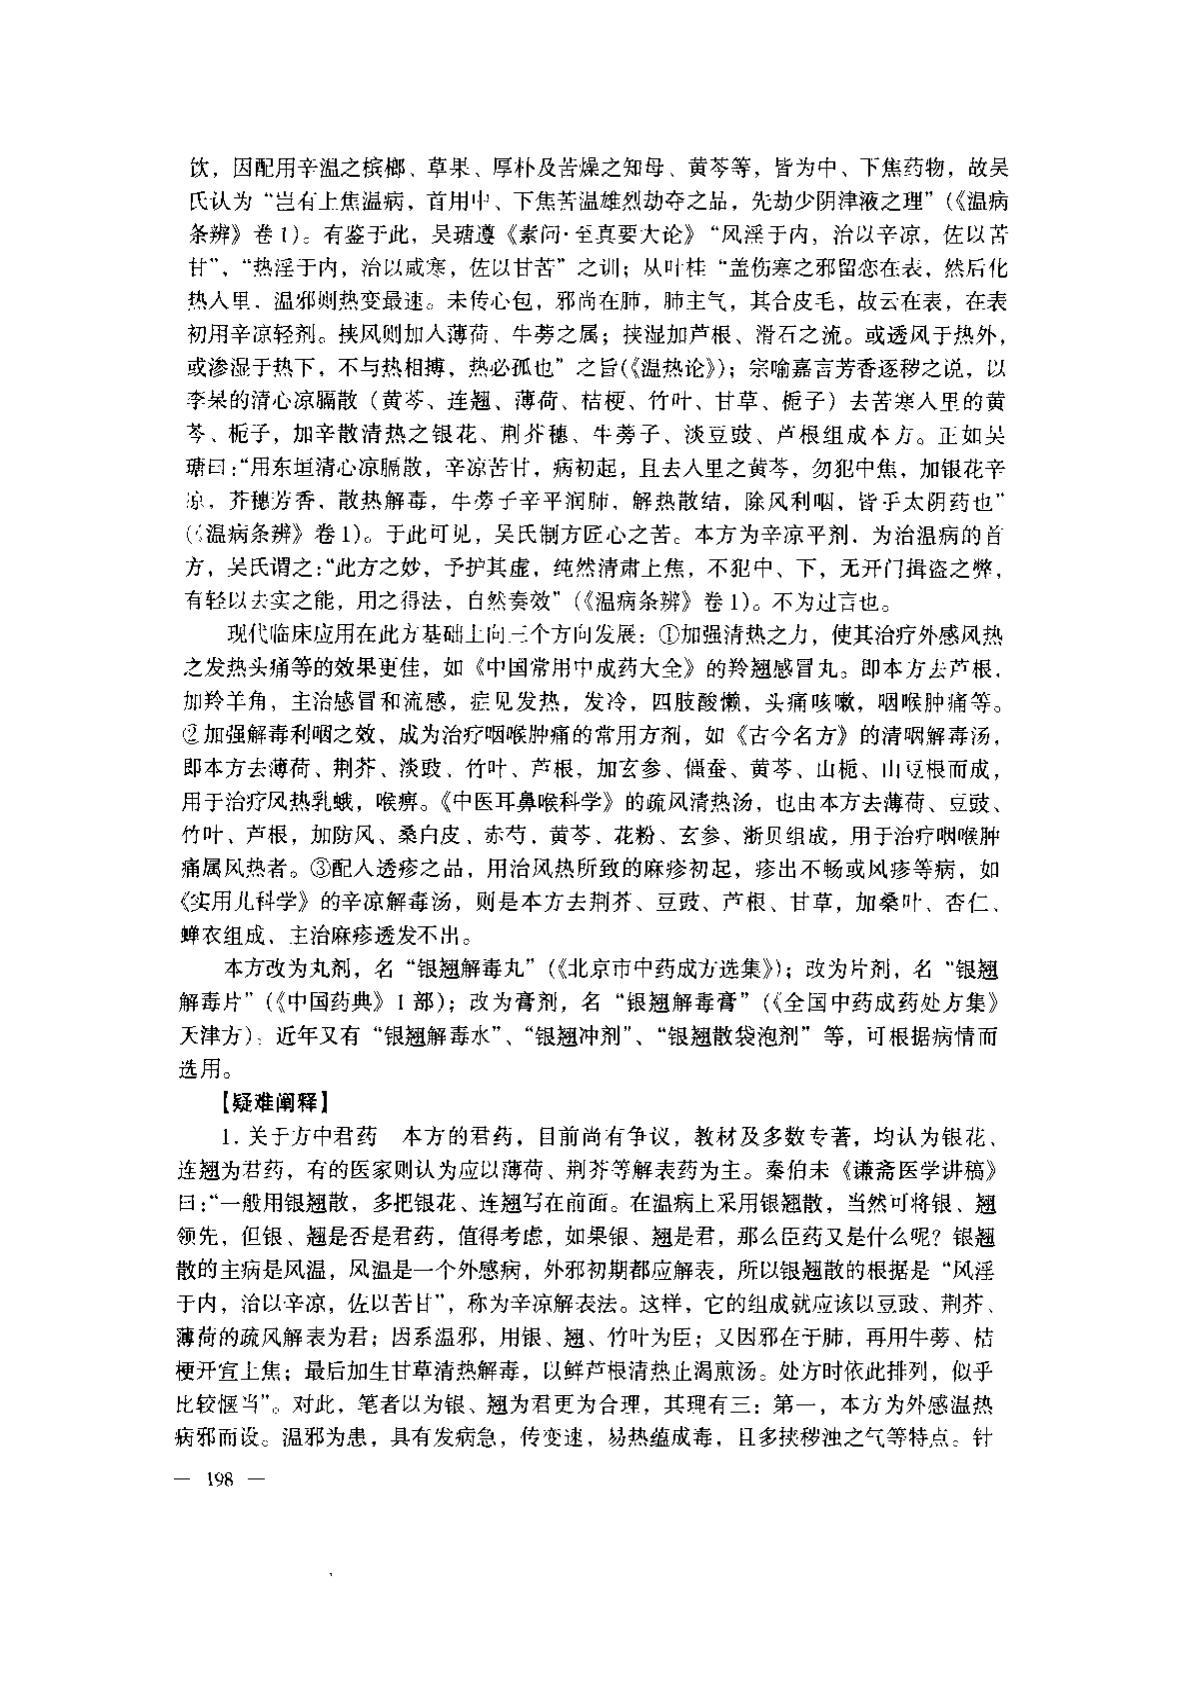 饮，因配用辛温之槟榔、草果、厚朴及苦燥之知母、黄芩等，皆为中、下焦药物，故吴
氏认为“岂有上焦温病，首用中、下焦苦温雄烈劫夺之品，先劫少阴津液之理”(《温病
条辨》卷1)。有鉴于此，吴瑭遵《素问·至真要大论》“风淫于内，治以辛凉，佐以苦
甘”，“热淫于内，治以咸寒，佐以甘苦”之训；从叶桂“盖伤寒之邪留恋在表，然后化
热入里，温邪则热变最速。未传心包，邪尚在肺，肺主气，其合皮毛，故云在表，在表
初用辛凉轻剂。挟风则加入薄荷、牛蒡之属；挟湿加芦根、滑石之流。或透风于热外，
或渗湿于热下，不与热相搏，热必孤也”之旨(《温热论》)；宗喻嘉言芳香逐秽之说，以
李杲的清心凉膈散（黄芩、连翘、薄荷、桔梗、竹叶、甘草、栀子）去苦寒入里的黄
芩、栀子，加辛散清热之银花、荆芥穗、牛蒡子、淡豆豉、芦根组成本方。正如吴
瑭曰：“用东垣清心凉膈散，辛凉苦甘，病初起，且去入里之黄芩，勿犯中焦，加银花辛
凉，芥穗芳香，散热解毒，牛蒡子辛平润肺，解热散结，除风利咽，皆手太阴药也”
(《温病条辨》卷1)。于此可见，吴氏制方匠心之苦。本方为辛凉平剂，为治温病的首
方，吴氏谓之：“此方之妙，予护其虚，纯然清肃上焦，不犯中、下，无开门揖盗之弊，
有轻以去实之能，用之得法，自然奏效”(《温病条辨》卷1)。不为过言也。
现代临床应用在此方基础上向三个方向发展：①加强清热之力，使其治疗外感风热
之发热头痛等的效果更佳，如《中国常用中成药大全》的羚翘感冒丸。即本方去芦根，
加羚羊角，主治感冒和流感，症见发热，发冷，四肢酸懒，头痛咳嗽，咽喉肿痛等。
②加强解毒利咽之效，成为治疗咽喉肿痛的常用方剂，如《古今名方》的清咽解毒汤，
即本方去薄荷、荆芥、淡豉、竹叶、芦根，加玄参、僵蚕、黄芩、山栀、山豆根而成，
用于治疗风热乳蛾，喉痹。《中医耳鼻喉科学》的疏风清热汤，也由本方去薄荷、豆豉、
竹叶、芦根，加防风、桑白皮、赤芍、黄芩、花粉、玄参、浙贝组成，用于治疗咽喉肿
痛属风热者。③配入透疹之品，用治风热所致的麻疹初起，疹出不畅或风疹等病，如
《实用儿科学》的辛凉解毒汤，则是本方去荆芥、豆豉、芦根、甘草，加桑叶、杏仁、
蝉衣组成，主治麻疹透发不出。
本方改为丸剂，名“银翘解毒丸”(《北京市中药成方选集》)；改为片剂，名“银翘
解毒片”(《中国药典》1部)；改为膏剂，名“银翘解毒膏”(《全国中药成药处方集》
天津方)；近年又有“银翘解毒水”、“银翘冲剂”、“银翘散袋泡剂”等，可根据病情而
选用。
【疑难阐释】
1.关于方中君药　本方的君药，目前尚有争议，教材及多数专著，均认为银花、
连翘为君药，有的医家则认为应以薄荷、荆芥等解表药为主。秦伯未《谦斋医学讲稿》
曰：“一般用银翘散，多把银花、连翘写在前面。在温病上采用银翘散，当然可将银、翘
领先，但银、翘是否是君药，值得考虑，如果银、翘是君，那么臣药又是什么呢？银翘
散的主病是风温，风温是一个外感病，外邪初期都应解表，所以银翘散的根据是“风淫
于内，治以辛凉，佐以苦甘”，称为辛凉解表法。这样，它的组成就应该以豆豉、荆芥、
薄荷的疏风解表为君；因系温邪，用银、翘、竹叶为臣；又因邪在于肺，再用牛蒡、桔
梗开宣上焦；最后加生甘草清热解毒，以鲜芦根清热止渴煎汤。处方时依此排列，似乎
比较惬当”。对此，笔者以为银、翘为君更为合理，其理有三：第一，本方为外感温热
病邪而设。温邪为患，具有发病急，传变速，易热蕴成毒，且多挟秽浊之气等特点。针
— 198 —